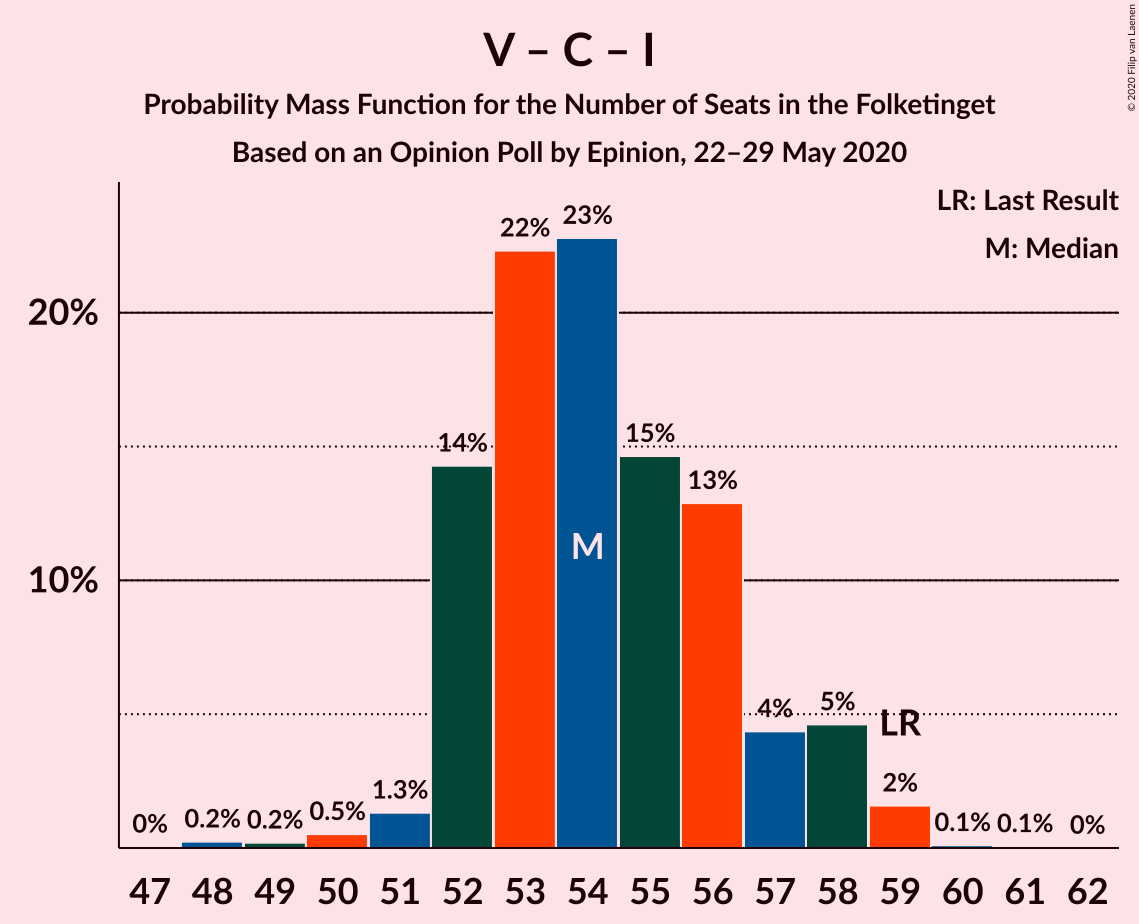 V – C – I
Probability Mass Function for the Number of Seats in the Folketinget
Based on an Opinion Poll by Epinion, 22–29 May 2020
© 2020 Filip van Laenen
LR: Last Result
M: Median
20%
10%
0% 0.2% 0.2% 0.5% 1.3% 14% 22% 23% 15% 13% 4% 5% 2% 0.1% 0.1% 0%
M
LR
47 48 49 50 51 52 53 54 55 56 57 58 59 60 61 62